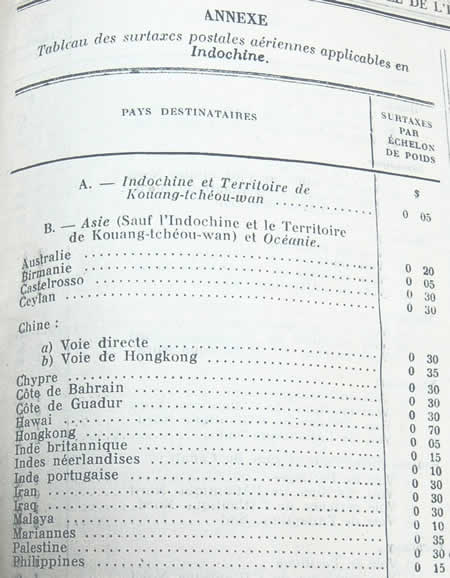 LE DE L'I
ANNEXE
Tableau des surtaxes postales aériennes applicables en
Indochine.
PAYS DESTINATAIRES
SURTAXES
PAR
ÉCHELON
DE POIDS
A. — Indochine et Territoire de $
Kouang-tchéou-wan .............. 0 05
B. — Asie (Sauf l'Indochine et le Territoire
de Kouang-tchéou-wan) et Océanie.
Australie .............. 0 20
Birmanie .............. 0 05
Castelrosso .............. 0 30
Ceylan .............. 0 30
Chine :
a) Voie directe .............. 0 30
b) Voie de Hongkong .............. 0 35
Chypre .............. 0 30
Côte de Bahrain .............. 0 30
Côte de Guadur .............. 0 30
Hawai .............. 0 70
Hongkong .............. 0 05
Inde britannique .............. 0 15
Indes néerlandises .............. 0 10
Inde portugaise .............. 0 30
Iran .............. 0 30
Iraq .............. 0 30
Malaya .............. 0 10
Mariannes .............. 0 35
Palestine .............. 0 30
Philippines .............. 0 15